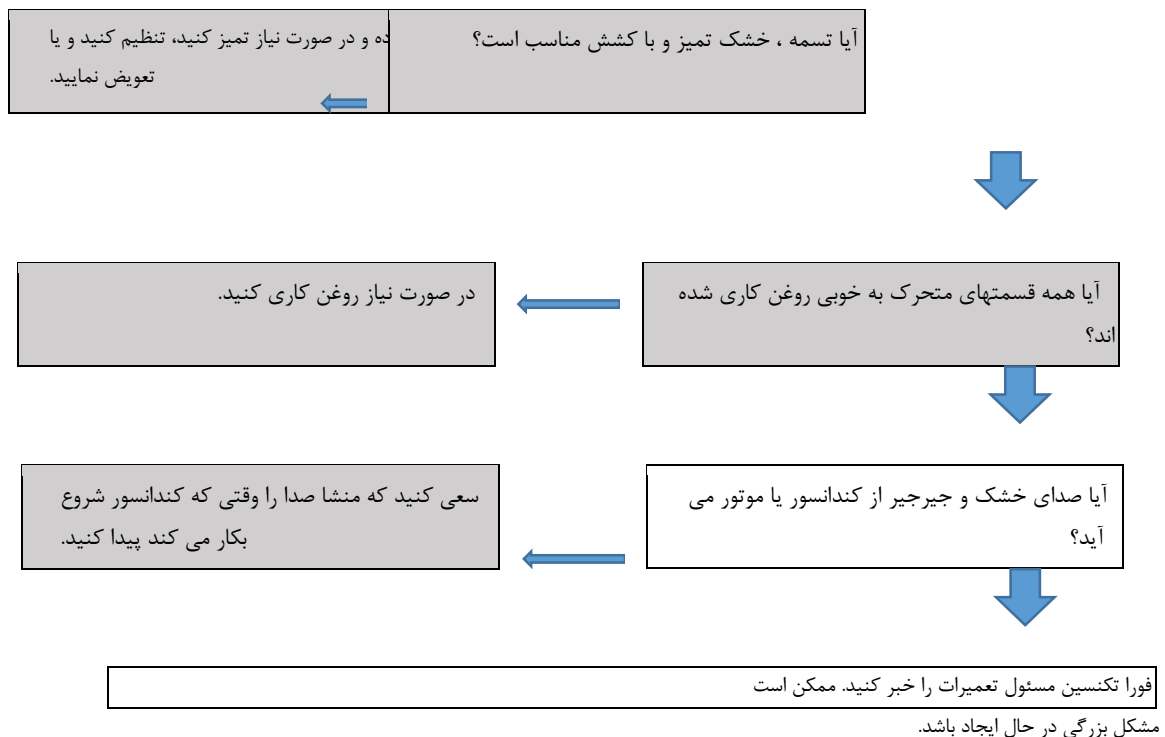 آیا تسمه ، خشک تمیز و با کشش مناسب است؟
ده و در صورت نیاز تمیز کنید، تنظیم کنید و یا
تعویض نمایید.
آیا همه قسمتهای متحرک به خوبی روغن کاری شده
اند؟
در صورت نیاز روغن کاری کنید.
آیا صدای خشک و جیرجیر از کندانسور یا موتور می
آید؟
سعی کنید که منشا صدا را وقتی که کندانسور شروع
بکار می کند پیدا کنید.
فورا تکنسین مسئول تعمیرات را خبر کنید. ممکن است
مشکل بزرگی در حال ایجاد باشد.